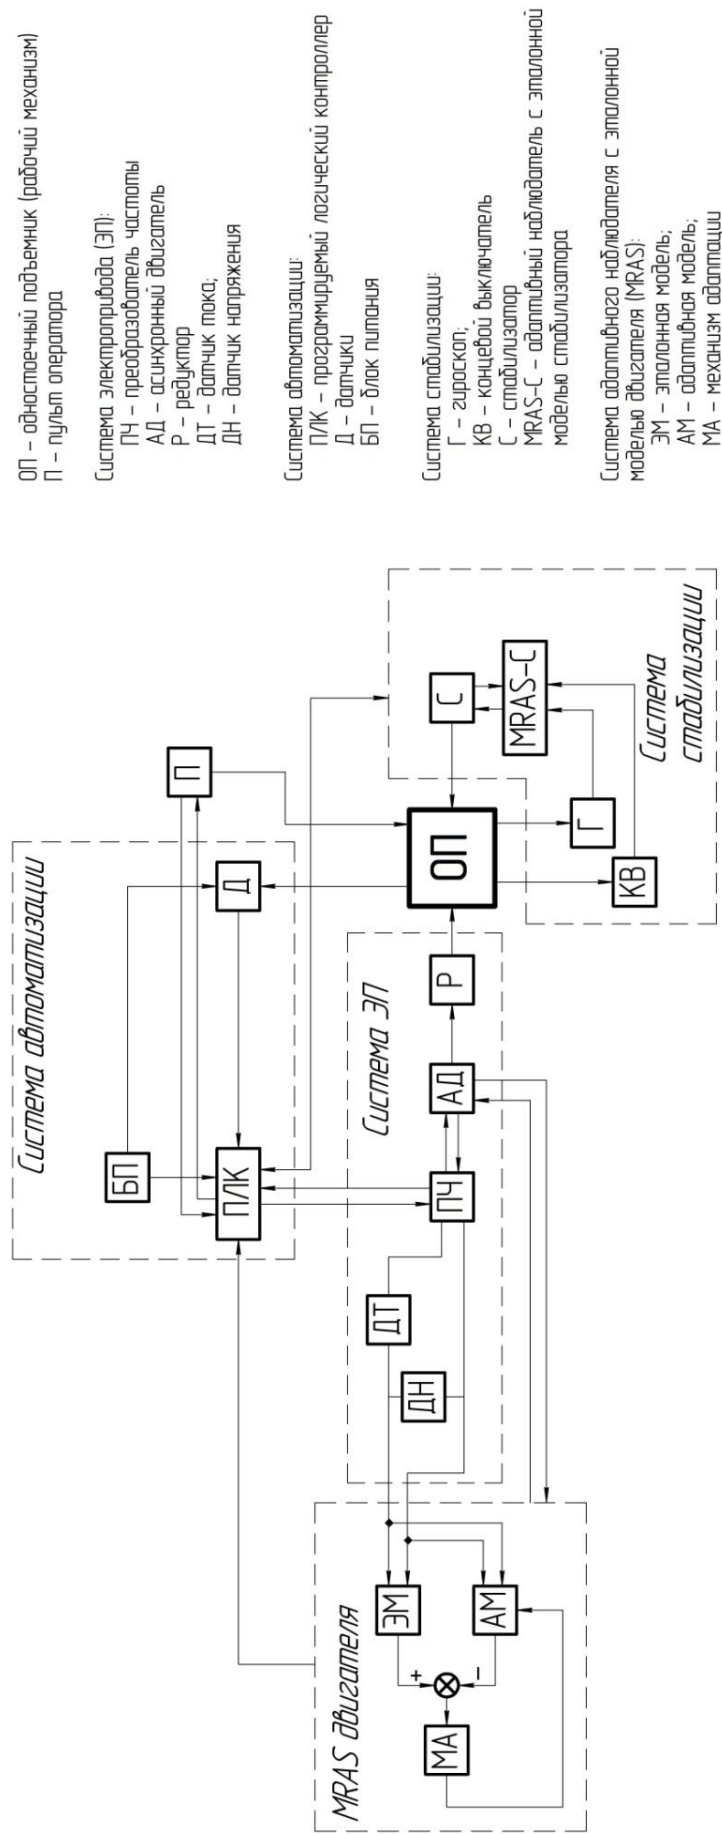 ОП – одностоечный подъемник (рабочий механизм)
П – пульт оператора
Система электропривода (ЭП):
ПЧ – преобразователь частоты
АД – асинхронный двигатель
Р – редуктор
ДТ – датчик тока;
ДН – датчик напряжения
Система автоматизации:
ПЛК – программируемый логический контроллер
Д – датчики
БП – блок питания
Система стабилизации:
Г – гироскоп;
КВ – концевой выключатель
С – стабилизатор
MRAS-C – адаптивный наблюдатель с эталонной
моделью стабилизатора
Система адаптивного наблюдателя с эталонной
моделью двигателя (MRAS):
ЭМ – эталонная модель;
АМ – адаптивная модель;
МА – механизм адаптации
Система автоматизации
БП
ПЛК
Д
П
MRAS двигателя
ЭМ
АМ
МА
+
–
Система ЭП
ДТ
ДН
ПЧ
АД
Р
ОП
С
MRAS-C
Г
КВ
Система
стабилизации